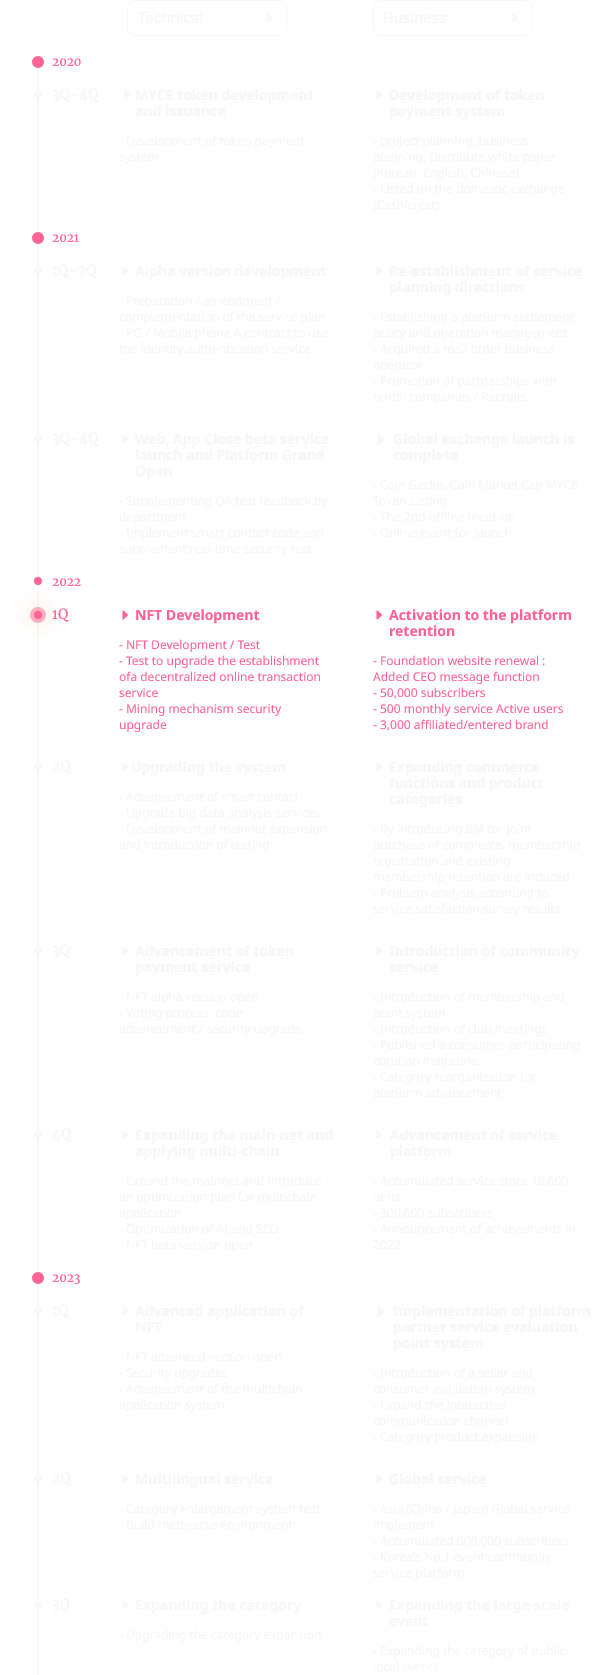 Technical
Business
2020
3Q~4Q
MYCE token development
and issuance
- Development of token payment
system
Development of token
payment system
- project planning, business
planning, Distribute white paper
(Korean, English, Chinese)
- Listed on the domestic exchange
(Cashierest)
2021
1Q~2Q
Alpha version development
- Preparation / amendment /
complementation of the service plan
- PG / Mobile phone A contract to use
the identity authentication service
Re-establishment of service
planning directions
- Establishing a platform settlement
policy and operation management
- Acquired a mail order business
operator
- Promotion of partnerships with
rental companies / Recruits
3Q~4Q
Web, App Close beta service
launch and Platform Grand
Open
- Supplementing QA test feedback by
department
- Implement smart contact code and
supplement real-time security test
Global exchange launch is
complete
- Coin Gecko, Coin Market Cap MYCE
Token Listing
- The 2nd offline meet-up
- Online event for launch
2022
1Q
NFT Development
- NFT Development / Test
- Test to upgrade the establishment
ofa decentralized online transaction
service
- Mining mechanism security
upgrade
Activation to the platform
retention
- Foundation website renewal :
Added CEO message function
- 50,000 subscribers
- 500 monthly service Active users
- 3,000 affiliated/entered brand
2Q
Upgrading the system
- Advancement of smart contact
- Upgrade big data analysis services
- Development of mainnet expansion
and introduction of testing
Expanding commerce
functions and product
categories
- By introducing BM for joint
purchase of commerce, membership
registration and existing
membership retention are induced
- Problem analysis according to
service satisfaction survey results
3Q
Advancement of token
payment service
- NFT alpha version open
- Voting process, code
advancement / security upgrade
Introduction of community
service
- Introduction of membership and
point system
- Introduction of club meetings
- Published a consumer-participating
curation magazine
- Category reorganization for
platform advancement
4Q
Expanding the main-net and
applying multi-chain
- Expand the mainnet and introduce
an optimization plan for multichain
application
- Optimization of AI and SEO
- NFT beta version open
Advancement of service
platform
- Accumulated service store 18,000
units
- 300,000 subscribers
- Announcement of achievements in
2022
2023
1Q
Advanced application of
NFT
- NFT advanced version open
- Security upgrades
- Advancement of the multichain
application system
Implementation of platform
partner service evaluation
point system
- Introduction of a seller and
consumer evaluation system
- Expand the interactive
communication channel
- Category product expansion
2Q
Multilingual service
- Category enlargement system test
- Build metaverse environment
Global service
- Asia (China / Japan) Global service
implement
- Accumulated 500,000 subscribers
- Korea's No.1 event community
service platform
3Q
Expanding the category
- Upgrading the category expansion
Expanding the large-scale
event
- Expanding the category of public/
local events